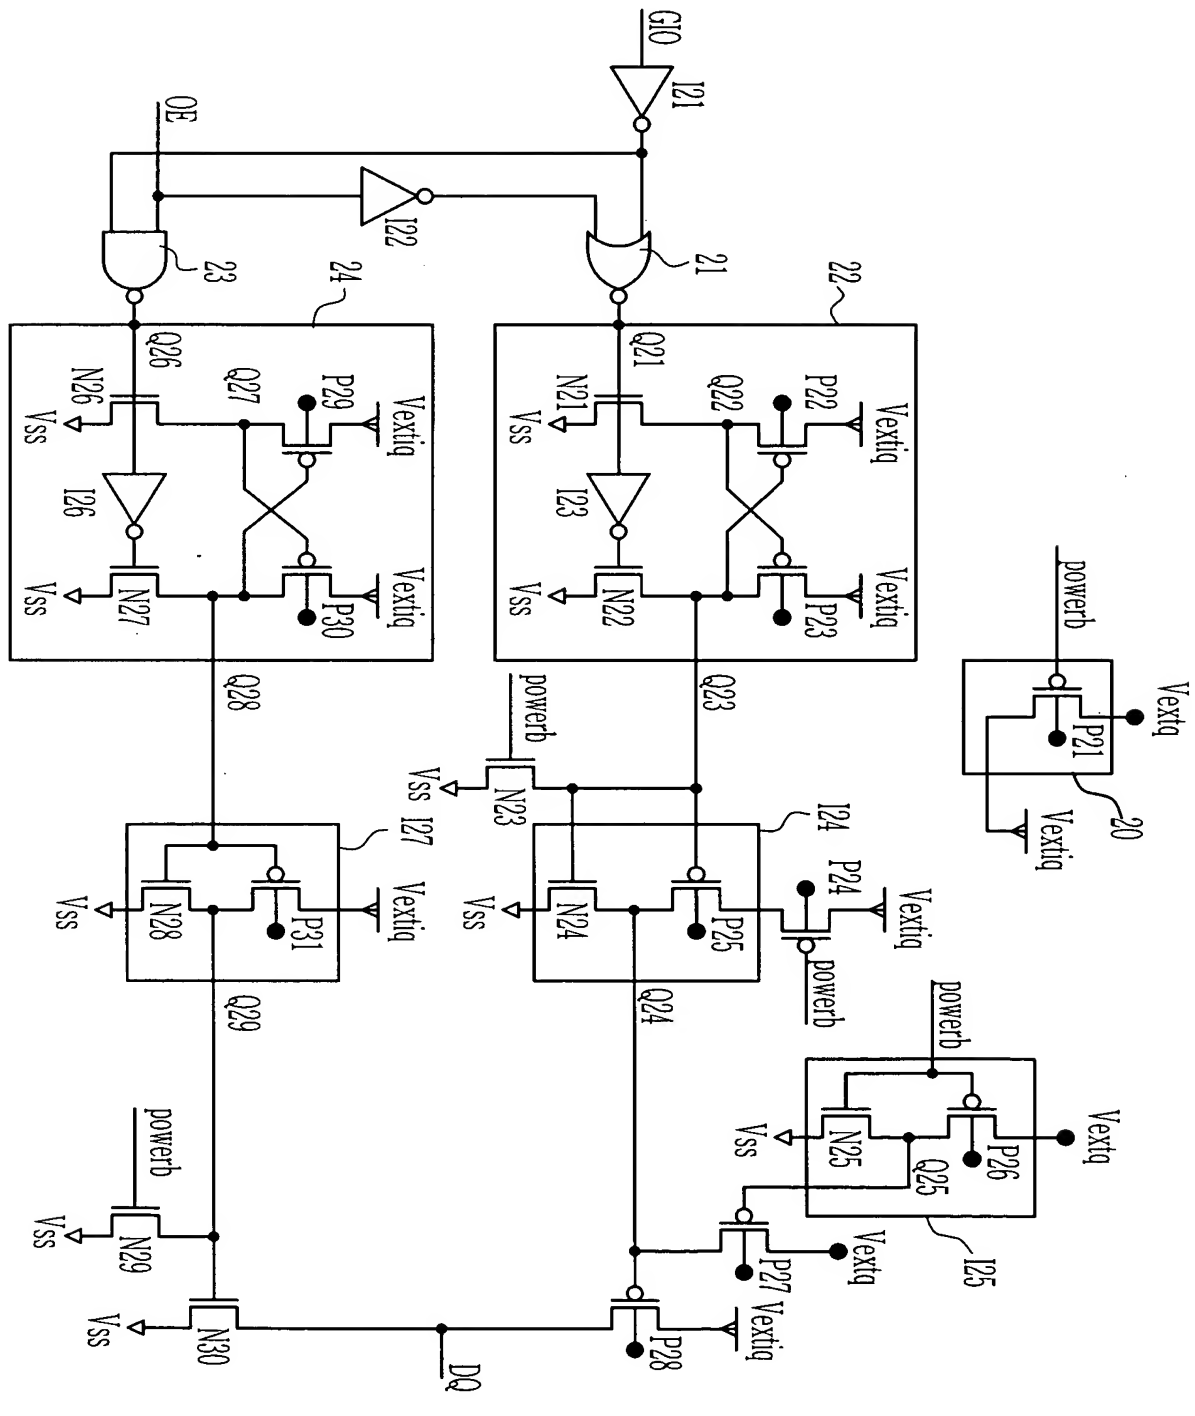 GIO
I21
OE
I22
21
23
22
Q21
N21
Vss
I23
N22
Vss
Q22
P22
Vextiq
P23
Vextiq
24
Q26
N26
Vss
I26
N27
Vss
Q27
P29
Vextiq
P30
Vextiq
powerb
Vextq
P21
20
Vextiq
Q23
powerb
N23
Vss
I24
P24
Vextiq
powerb
P25
N24
Vss
Q24
Q28
I27
Vextiq
P31
N28
Vss
Q29
powerb
Vextq
P26
N25
Vss
Q25
I25
Vextq
P27
Vextiq
P28
powerb
N29
Vss
N30
Vss
DQ